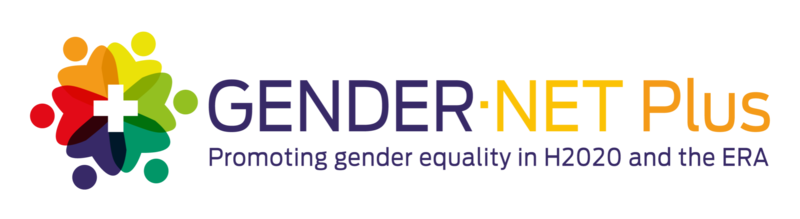 GENDER·NET Plus
Promoting gender equality in H2020 and the ERA